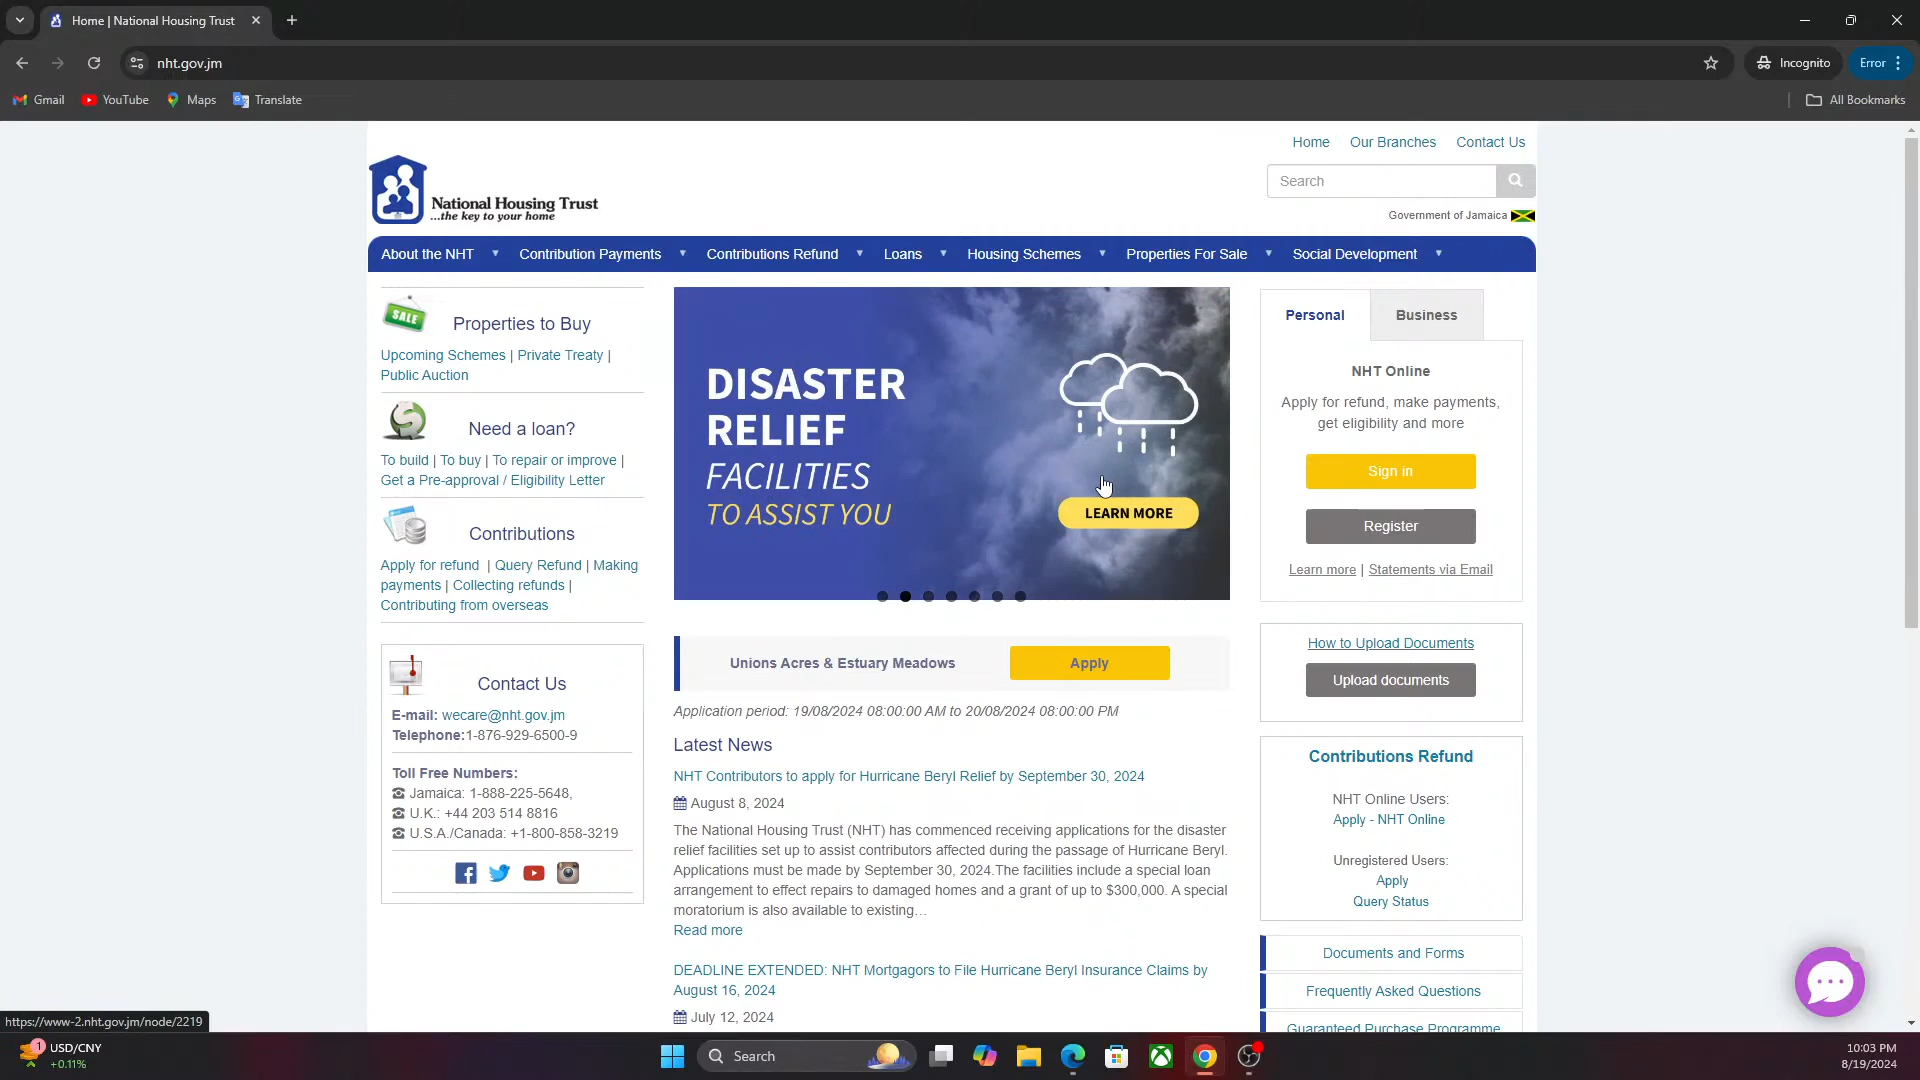 Home | National Housing Trust
nht.gov.jm
Incognito
Error
Gmail
YouTube
Maps
Translate
All Bookmarks
Home
Our Branches
Contact Us
National Housing Trust
...the key to your home
Search
Government of Jamaica
About the NHT
Contribution Payments
Contributions Refund
Loans
Housing Schemes
Properties For Sale
Social Development
SALE
Properties to Buy
Upcoming Schemes | Private Treaty |
Public Auction
Need a loan?
To build | To buy | To repair or improve |
Get a Pre-approval / Eligibility Letter
Contributions
Apply for refund | Query Refund | Making
payments | Collecting refunds |
Contributing from overseas
Contact Us
E-mail: wecare@nht.gov.jm
Telephone:1-876-929-6500-9
Toll Free Numbers:
Jamaica: 1-888-225-5648,
U.K.: +44 203 514 8816
U.S.A./Canada: +1-800-858-3219
DISASTER
RELIEF
FACILITIES
TO ASSIST YOU
LEARN MORE
Unions Acres & Estuary Meadows
Apply
Application period: 19/08/2024 08:00:00 AM to 20/08/2024 08:00:00 PM
Latest News
NHT Contributors to apply for Hurricane Beryl Relief by September 30, 2024
August 8, 2024
The National Housing Trust (NHT) has commenced receiving applications for the disaster
relief facilities set up to assist contributors affected during the passage of Hurricane Beryl.
Applications must be made by September 30, 2024.The facilities include a special loan
arrangement to effect repairs to damaged homes and a grant of up to $300,000. A special
moratorium is also available to existing…
Read more
DEADLINE EXTENDED: NHT Mortgagors to File Hurricane Beryl Insurance Claims by
August 16, 2024
July 12, 2024
Personal
Business
NHT Online
Apply for refund, make payments,
get eligibility and more
Sign in
Register
Learn more | Statements via Email
How to Upload Documents
Upload documents
Contributions Refund
NHT Online Users:
Apply - NHT Online
Unregistered Users:
Apply
Query Status
Documents and Forms
Frequently Asked Questions
Guaranteed Purchase Programme
https://www-2.nht.gov.jm/node/2219
1
USD/CNY
+0.11%
Search
10:03 PM
8/19/2024